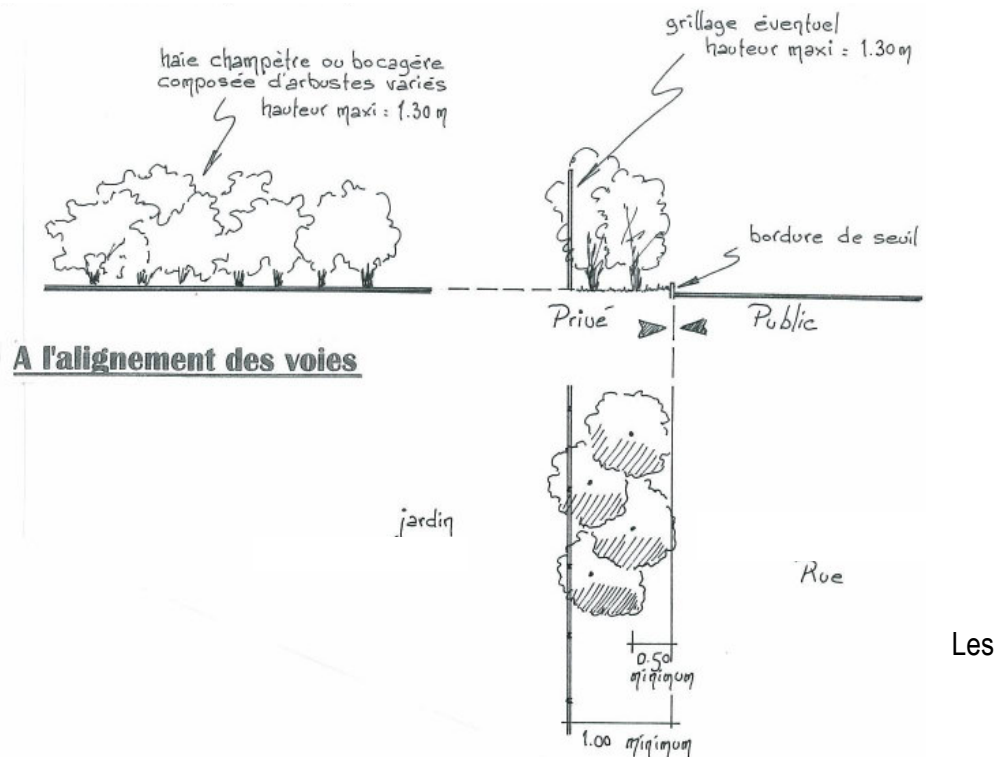 grillage éventuel
hauteur maxi : 1.30 m
haie champètre ou bocagère
composée d'arbustes variés
hauteur maxi : 1.30 m
bordure de seuil
Privé
Public
A l'alignement des voies
jardin
Rue
Les
0.50
minimum
1.00 minimum